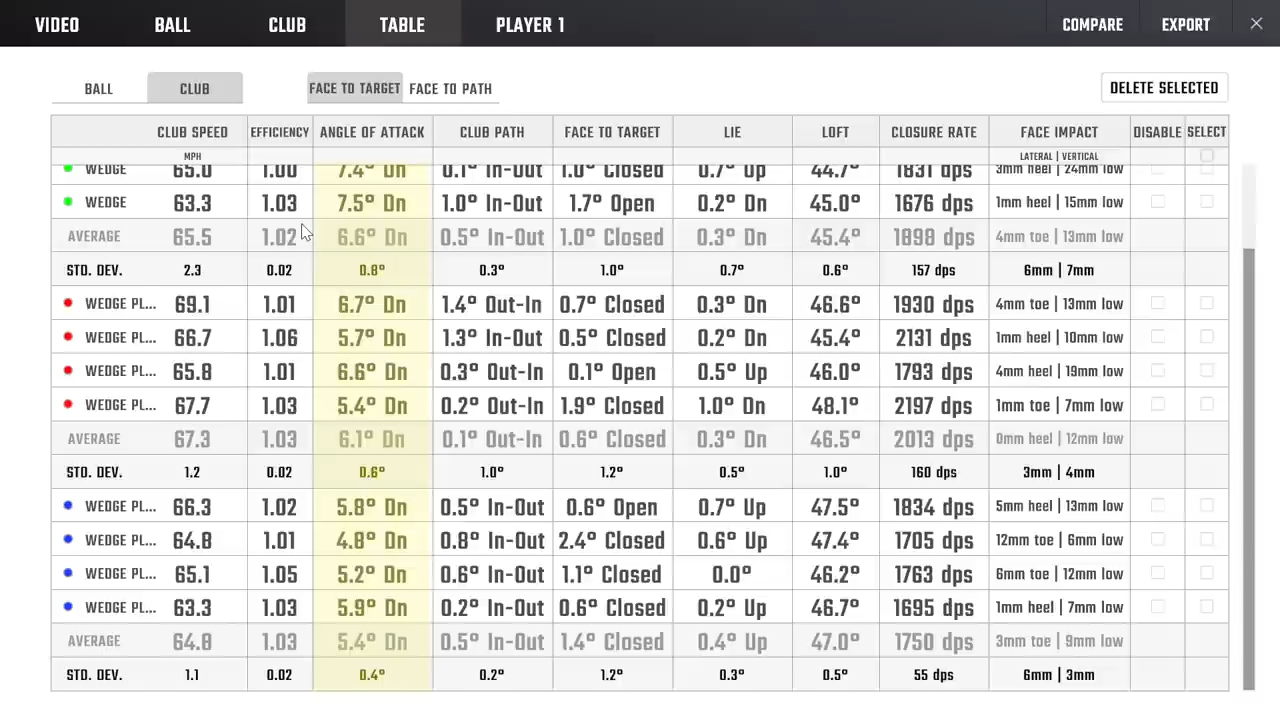 VIDEO BALL CLUB TABLE PLAYER 1 COMPARE EXPORT
BALL CLUB FACE TO TARGET FACE TO PATH DELETE SELECTED
CLUB SPEED EFFICIENCY ANGLE OF ATTACK CLUB PATH FACE TO TARGET LIE LOFT CLOSURE RATE FACE IMPACT DISABLE SELECT
MPH LATERAL | VERTICAL
WEDGE 65.0 1.00 7.4° Dn 0.1° In-Out 1.0° Closed 0.7° Up 44.7° 1831 dps 3mm heel | 24mm low
WEDGE 63.3 1.03 7.5° Dn 1.0° In-Out 1.7° Open 0.2° Dn 45.0° 1676 dps 1mm heel | 15mm low
AVERAGE 65.5 1.02 6.6° Dn 0.5° In-Out 1.0° Closed 0.3° Dn 45.4° 1898 dps 4mm toe | 13mm low
STD. DEV. 2.3 0.02 0.8° 0.3° 1.0° 0.7° 0.6° 157 dps 6mm | 7mm
WEDGE PL... 69.1 1.01 6.7° Dn 1.4° Out-In 0.7° Closed 0.3° Dn 46.6° 1930 dps 4mm toe | 13mm low
WEDGE PL... 66.7 1.06 5.7° Dn 1.3° In-Out 0.5° Closed 0.2° Dn 45.4° 2131 dps 1mm heel | 10mm low
WEDGE PL... 65.8 1.01 6.6° Dn 0.3° Out-In 0.1° Open 0.5° Up 46.0° 1793 dps 4mm heel | 19mm low
WEDGE PL... 67.7 1.03 5.4° Dn 0.2° Out-In 1.9° Closed 1.0° Dn 48.1° 2197 dps 1mm toe | 7mm low
AVERAGE 67.3 1.03 6.1° Dn 0.1° Out-In 0.6° Closed 0.3° Dn 46.5° 2013 dps 0mm heel | 12mm low
STD. DEV. 1.2 0.02 0.6° 1.0° 1.2° 0.5° 1.0° 160 dps 3mm | 4mm
WEDGE PL... 66.3 1.02 5.8° Dn 0.5° In-Out 0.6° Open 0.7° Up 47.5° 1834 dps 5mm heel | 13mm low
WEDGE PL... 64.8 1.01 4.8° Dn 0.8° In-Out 2.4° Closed 0.6° Up 47.4° 1705 dps 12mm toe | 6mm low
WEDGE PL... 65.1 1.05 5.2° Dn 0.6° In-Out 1.1° Closed 0.0° 46.2° 1763 dps 6mm toe | 12mm low
WEDGE PL... 63.3 1.03 5.9° Dn 0.2° In-Out 0.6° Closed 0.2° Up 46.7° 1695 dps 1mm heel | 7mm low
AVERAGE 64.8 1.03 5.4° Dn 0.5° In-Out 1.4° Closed 0.4° Up 47.0° 1750 dps 3mm toe | 9mm low
STD. DEV. 1.1 0.02 0.4° 0.2° 1.2° 0.3° 0.5° 55 dps 6mm | 3mm